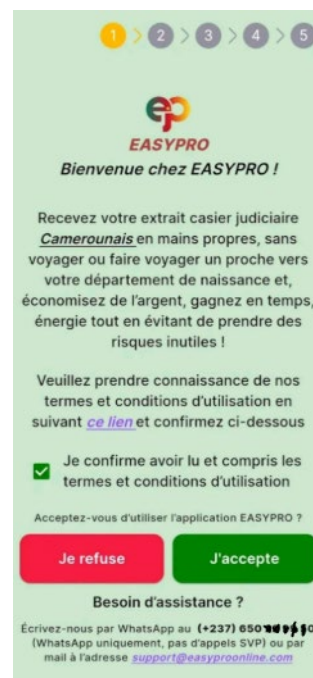 1 > 2 > 3 > 4 > 5
ep
EASYPRO
Bienvenue chez EASYPRO !
Recevez votre extrait casier judiciaire
Camerounais en mains propres, sans
voyager ou faire voyager un proche vers
votre département de naissance et,
économisez de l'argent, gagnez en temps,
énergie tout en évitant de prendre des
risques inutiles !
Veuillez prendre connaissance de nos
termes et conditions d'utilisation en
suivant ce lien et confirmez ci-dessous
Je confirme avoir lu et compris les
termes et conditions d'utilisation
Acceptez-vous d'utiliser l'application EASYPRO ?
Je refuse
J'accepte
Besoin d'assistance ?
Écrivez-nous par WhatsApp au (+237) 650
(WhatsApp uniquement, pas d'appels SVP) ou par
mail à l'adresse support@easyproonline.com